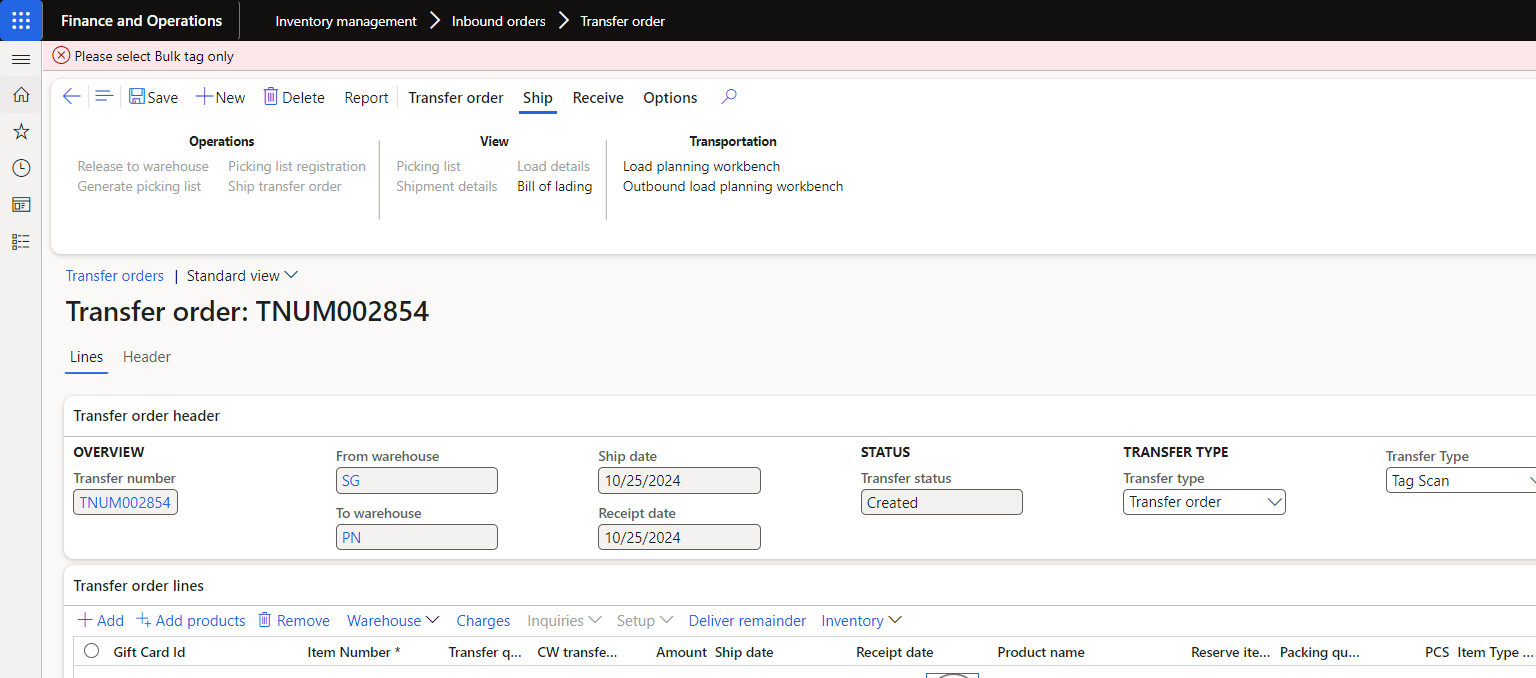 Finance and Operations Inventory management Inbound orders Transfer order
Please select Bulk tag only
Save New Delete Report Transfer order Ship Receive Options
Operations View Transportation
Release to warehouse Picking list registration Picking list Load details Load planning workbench
Generate picking list Ship transfer order Shipment details Bill of lading Outbound load planning workbench
Transfer orders | Standard view
Transfer order: TNUM002854
Lines Header
Transfer order header
OVERVIEW
Transfer number
TNUM002854
From warehouse
SG
To warehouse
PN
Ship date
10/25/2024
Receipt date
10/25/2024
STATUS
Transfer status
Created
TRANSFER TYPE
Transfer type
Transfer order
Transfer Type
Tag Scan
Transfer order lines
Add Add products Remove Warehouse Charges Inquiries Setup Deliver remainder Inventory
Gift Card Id Item Number * Transfer q... CW transfe... Amount Ship date Receipt date Product name Reserve ite... Packing qu... PCS Item Type ...